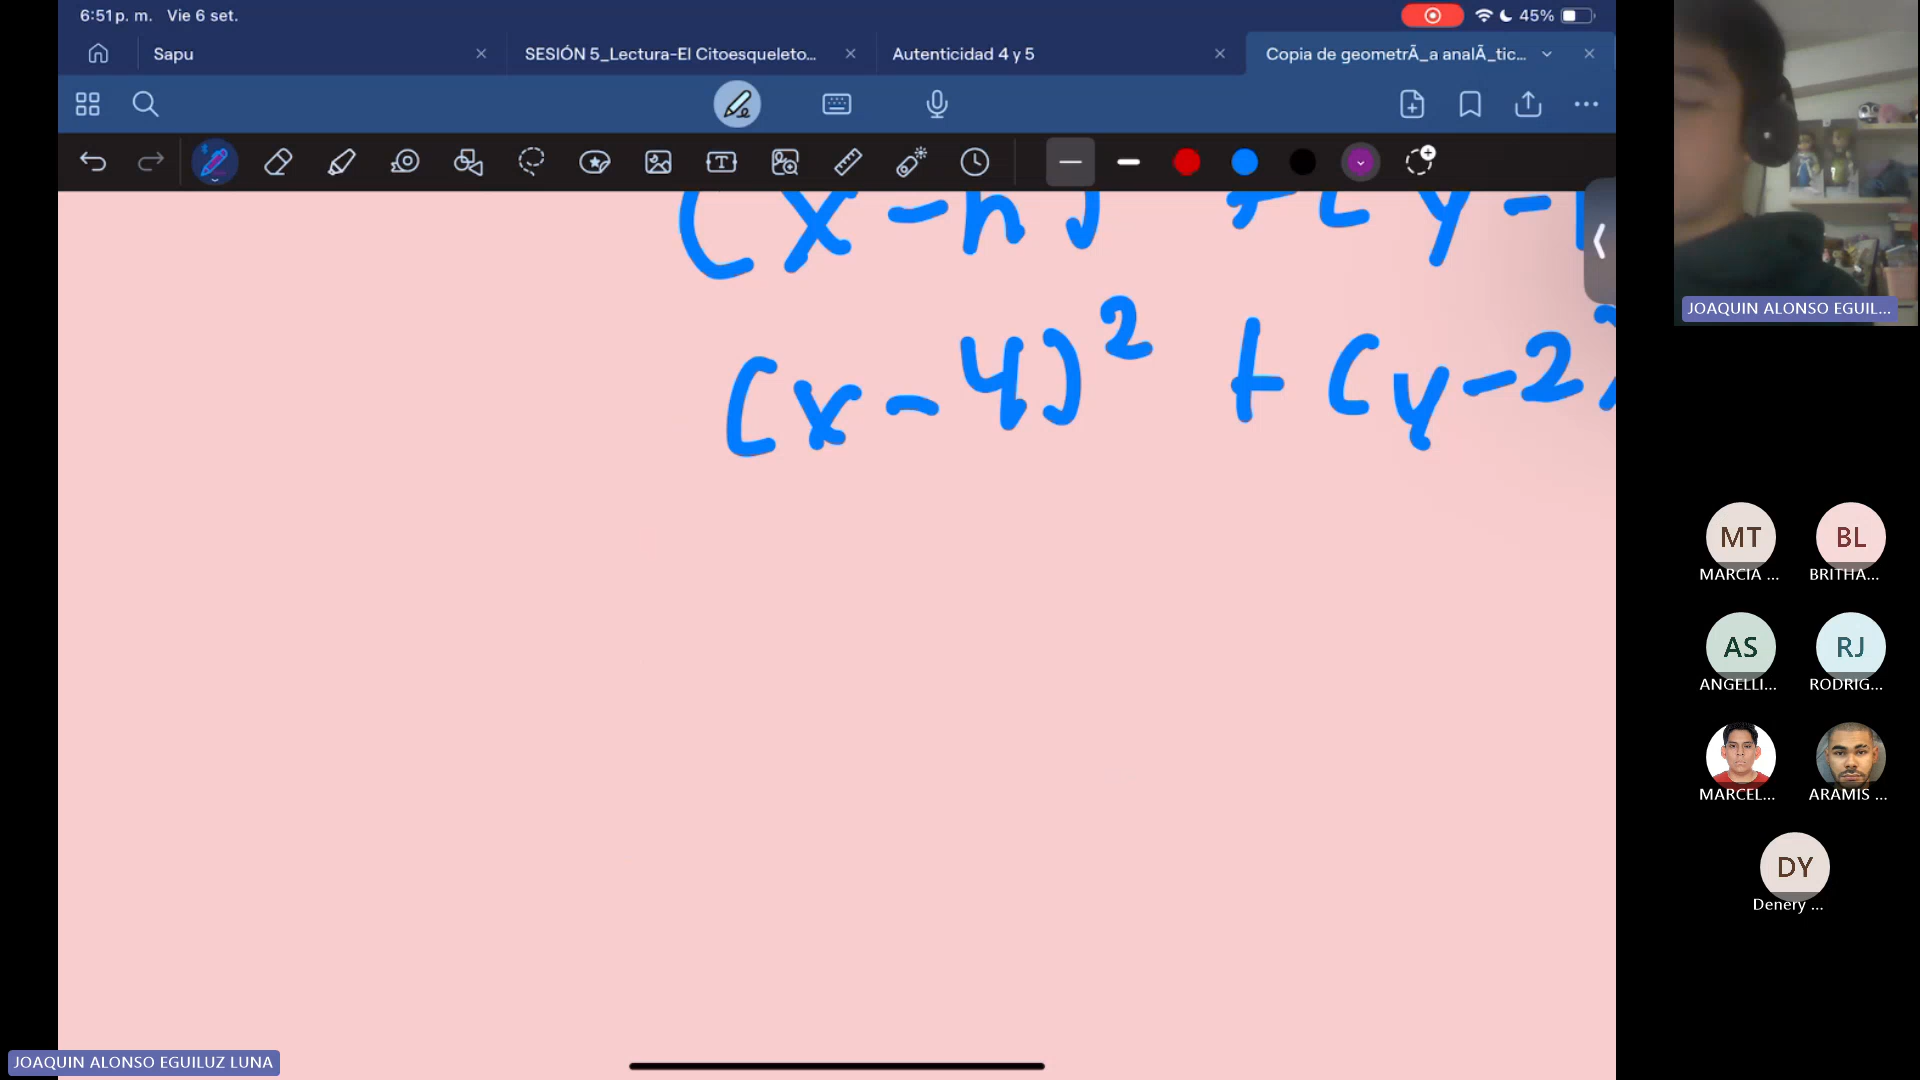 6:51 p. m. Vie 6 set.
45%
Sapu
SESIÓN 5_Lectura-El Citoesqueleto...
Autenticidad 4 y 5
Copia de geometrÃ_a analÃ_tic...
(x-h) + (y-
(x-4)² + (y-2)²
JOAQUIN ALONSO EGUIL...
MT
BL
MARCIA ...
BRITHA...
AS
RJ
ANGELLI...
RODRIG...
MARCEL...
ARAMIS ...
DY
Denery ...
JOAQUIN ALONSO EGUILUZ LUNA